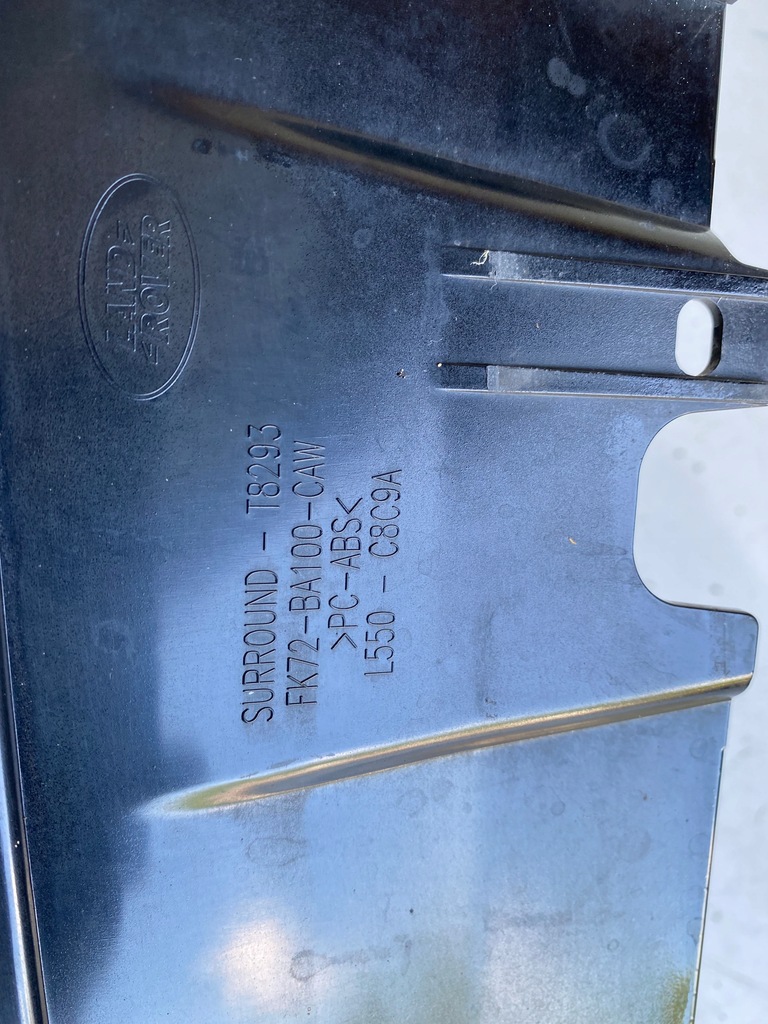 LAND
ROVER
SURROUND - T8293
FK72-BA100-CAW
>PC-ABS<
L550 - C8C9A